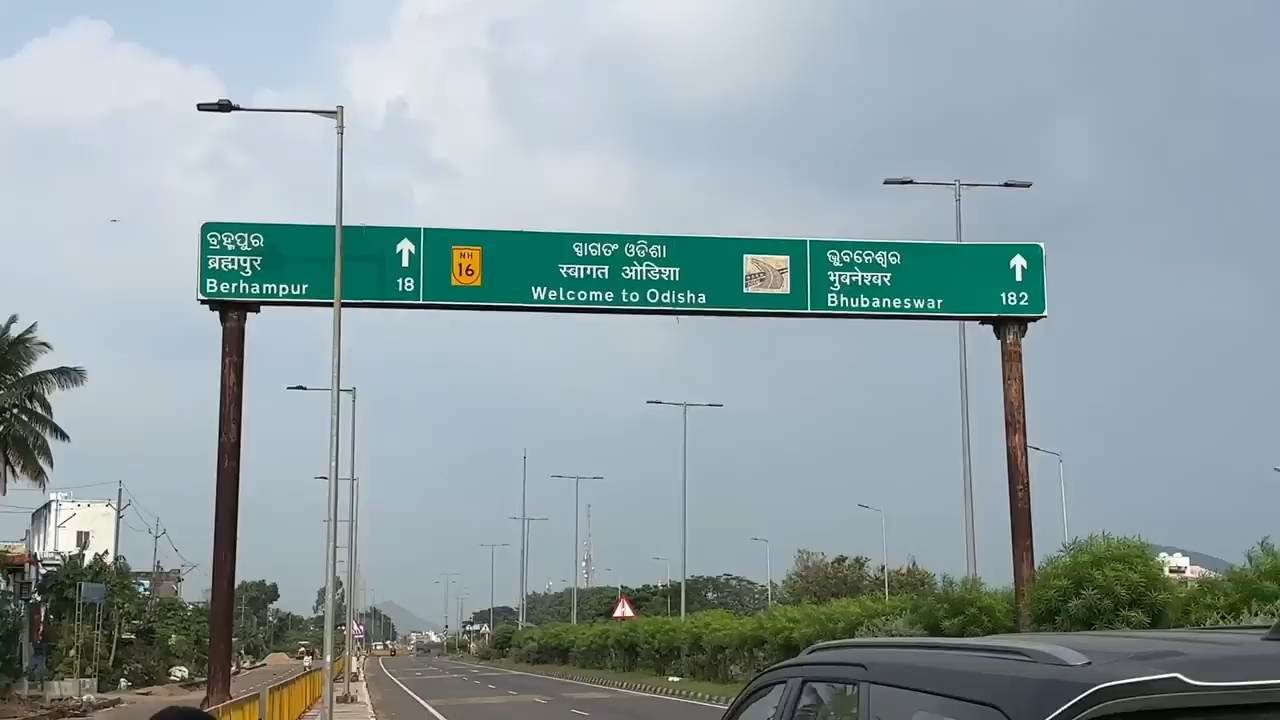 ବ୍ରହ୍ମପୁର
ब्रह्मपुर
Berhampur
18
NH
16
ସ୍ୱାଗତଂ ଓଡିଶା
स्बागत ओडिशा
Welcome to Odisha
ଭୁବନେଶ୍ୱର
भुबनेश्बर
Bhubaneswar
182